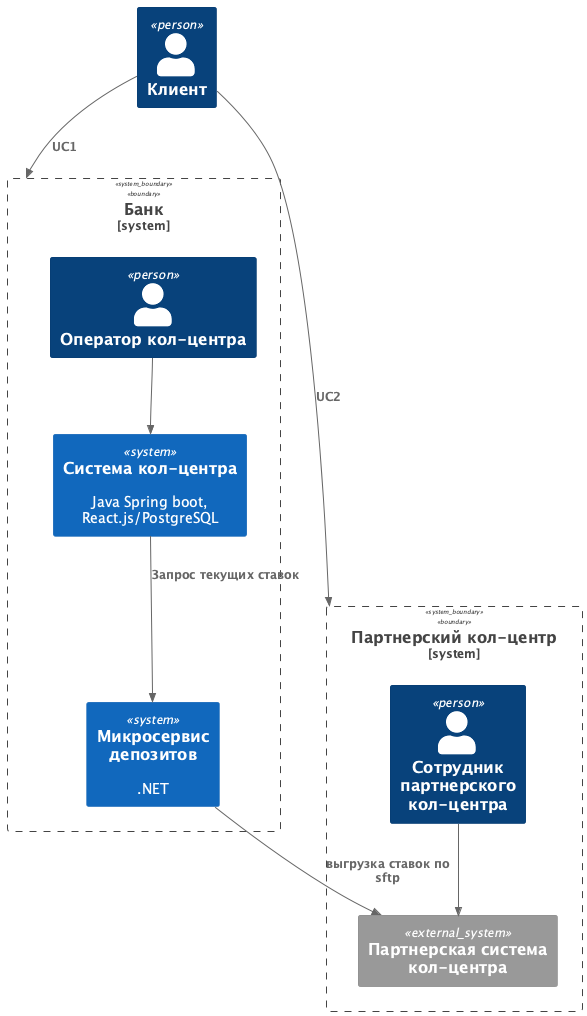 «person»
Клиент
UC1
«system_boundary»
«boundary»
Банк
[system]
«person»
Оператор кол-центра
UC2
«system»
Система кол-центра
Java Spring boot,
React.js/PostgreSQL
Запрос текущих ставок
«system_boundary»
«boundary»
Партнерский кол-центр
[system]
«person»
Сотрудник
партнерского
кол-центра
«system»
Микросервис
депозитов
.NET
выгрузка ставок по
sftp
«external_system»
Партнерская система
кол-центра